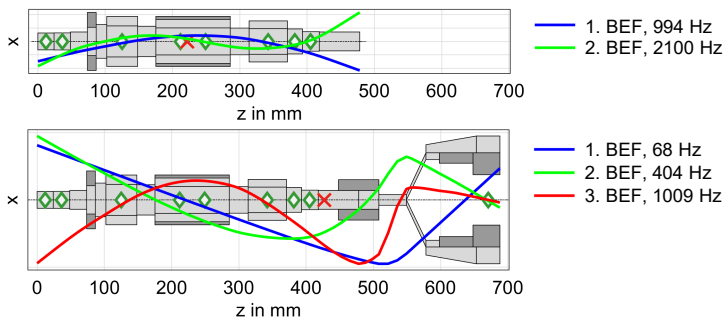 x
0 100 200 300 400 500 600 700
z in mm
1. BEF, 994 Hz
2. BEF, 2100 Hz
x
0 100 200 300 400 500 600 700
z in mm
1. BEF, 68 Hz
2. BEF, 404 Hz
3. BEF, 1009 Hz